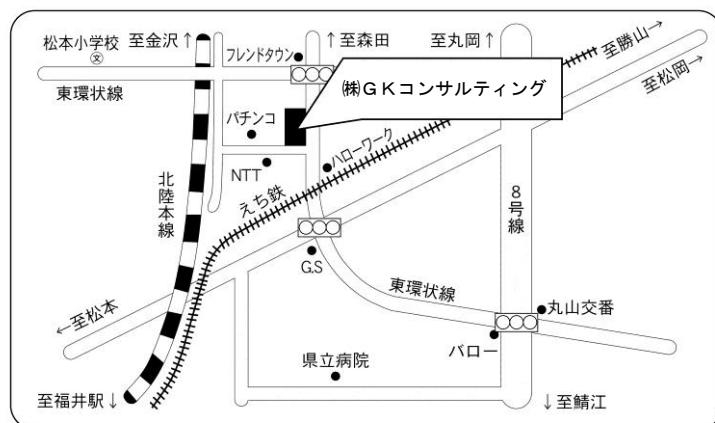 松本小学校
文
至金沢↑
フレンドタウン
↑至森田
至丸岡↑
至勝山→
至松岡→
東環状線
㈱ＧＫコンサルティング
パチンコ
ハローワーク
NTT
えち鉄
北陸本線
8号線
G.S
東環状線
丸山交番
←至松本
バロー
県立病院
至福井駅↓
↓至鯖江